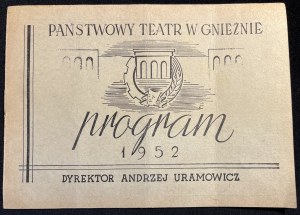 PAŃSTWOWY TEATR W GNIEŹNIE
program
1952
DYREKTOR ANDRZEJ URAMOWICZ